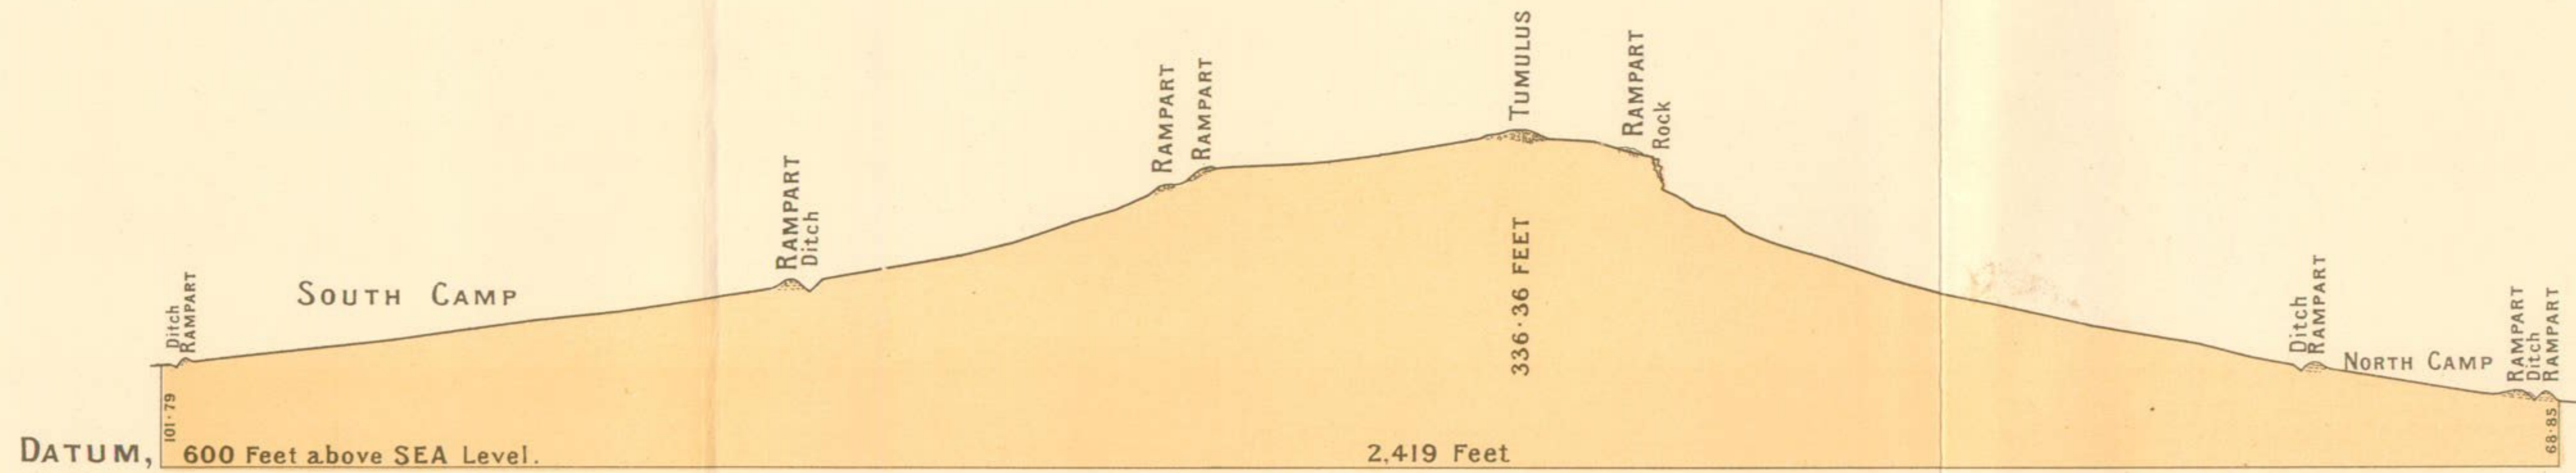 Ditch
RAMPART
SOUTH CAMP
RAMPART
Ditch
RAMPART
RAMPART
TUMULUS
RAMPART
Rock
336·36 FEET
Ditch
RAMPART
NORTH CAMP
RAMPART
Ditch
RAMPART
101·79
68·85
DATUM, 600 Feet above SEA Level.
2,419 Feet